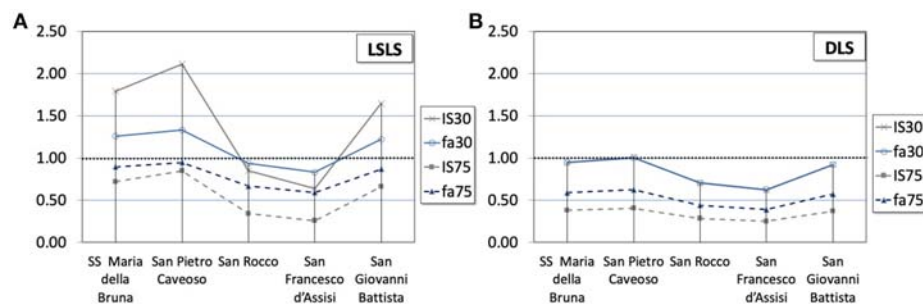 A
LSLS
2.50
2.00
1.50
1.00
0.50
0.00
SS Maria
della
Bruna
San Pietro
Caveoso
San Rocco
San
Francesco
d'Assisi
San
Giovanni
Battista
IS30
fa30
IS75
fa75
B
DLS
2.50
2.00
1.50
1.00
0.50
0.00
SS Maria
della
Bruna
San Pietro
Caveoso
San Rocco
San
Francesco
d'Assisi
San
Giovanni
Battista
IS30
fa30
IS75
fa75